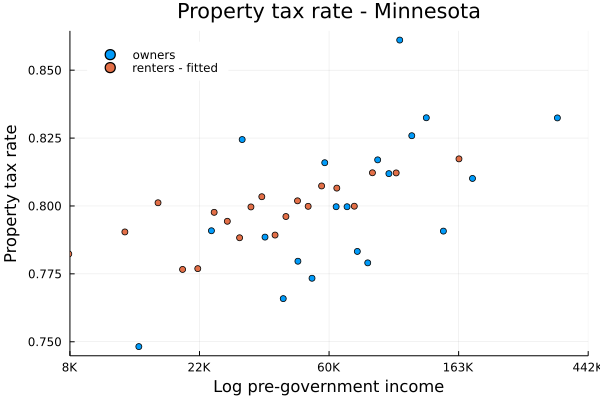 Property tax rate - Minnesota
owners
renters - fitted
0.850
0.825
0.800
0.775
0.750
Property tax rate
8K 22K 60K 163K 442K
Log pre-government income